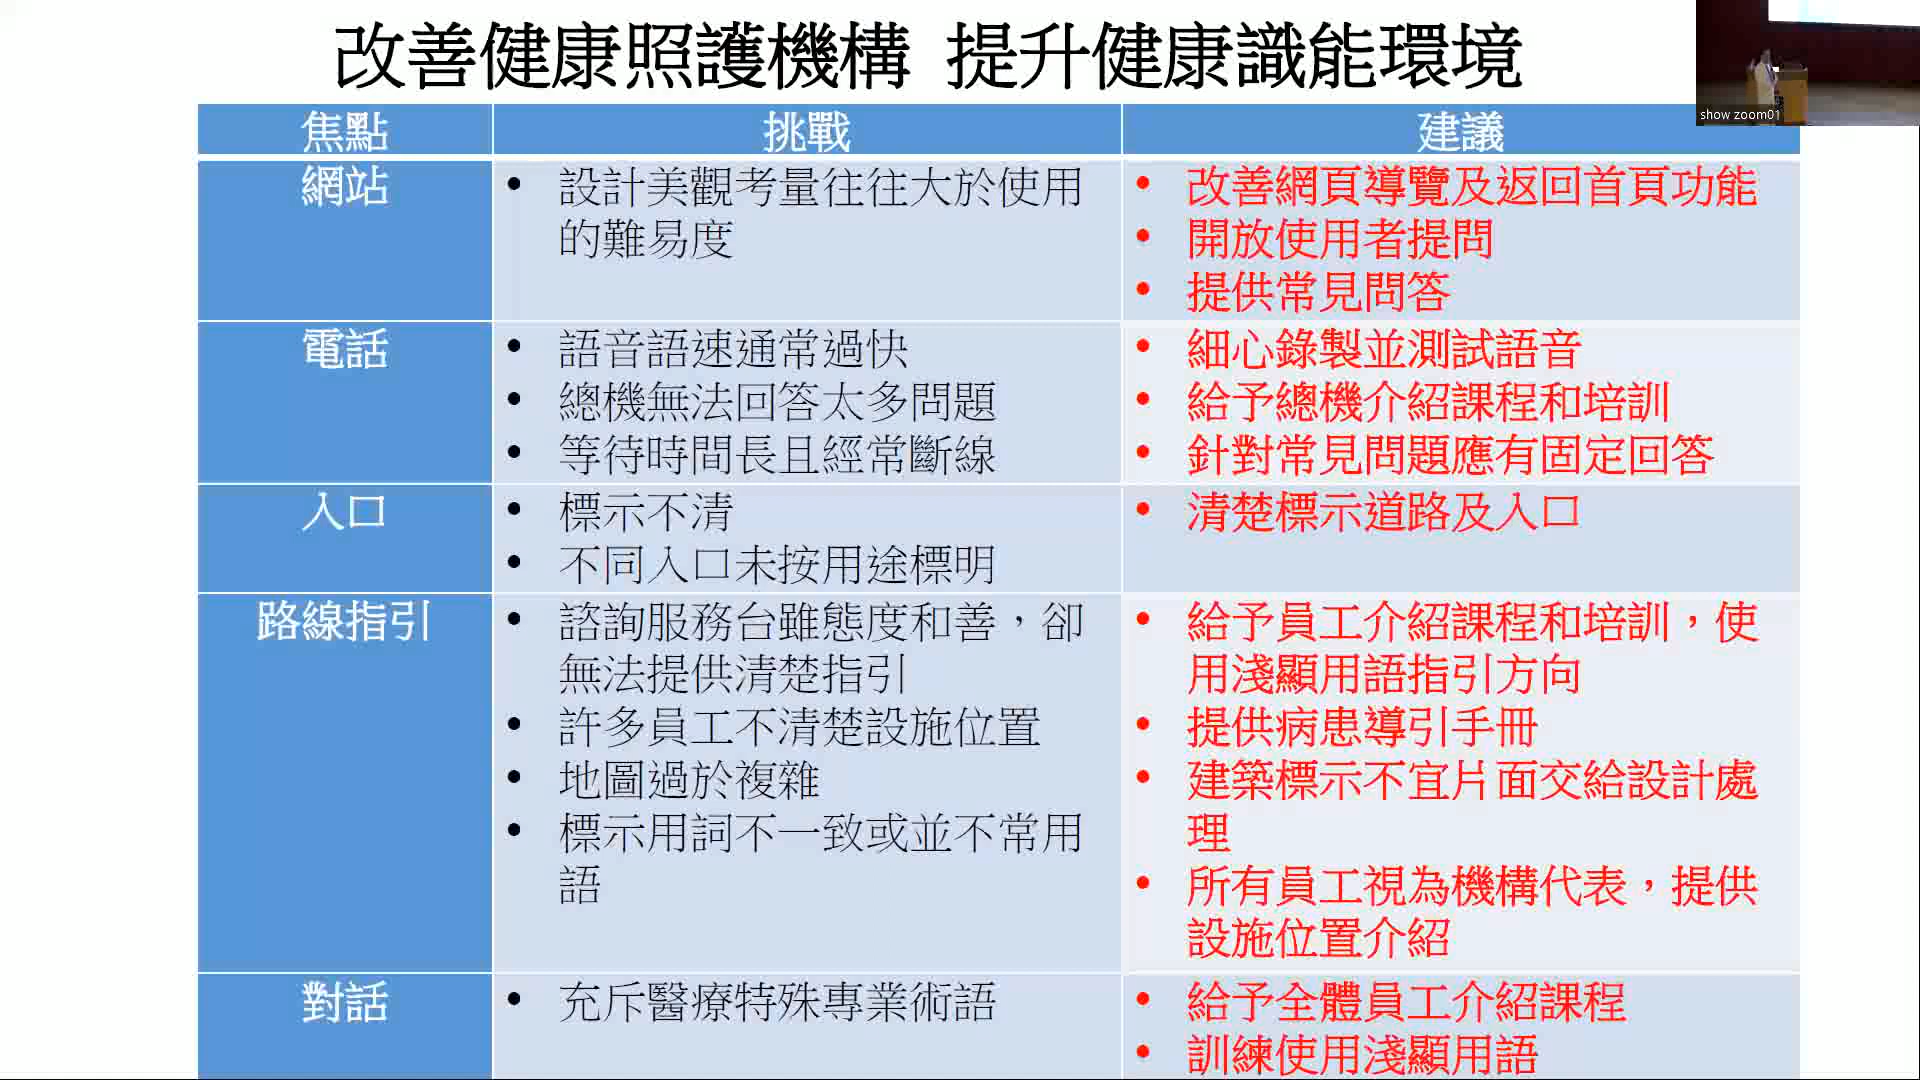 改善健康照護機構 提升健康識能環境
show zoom01
焦點 挑戰 建議
網站
• 設計美觀考量往往大於使用
的難易度
• 改善網頁導覽及返回首頁功能
• 開放使用者提問
• 提供常見問答
電話
• 語音語速通常過快
• 總機無法回答太多問題
• 等待時間長且經常斷線
• 細心錄製並測試語音
• 給予總機介紹課程和培訓
• 針對常見問題應有固定回答
入口
• 標示不清
• 不同入口未按用途標明
• 清楚標示道路及入口
路線指引
• 諮詢服務台雖態度和善，卻
無法提供清楚指引
• 許多員工不清楚設施位置
• 地圖過於複雜
• 標示用詞不一致或並不常用
語
• 給予員工介紹課程和培訓，使
用淺顯用語指引方向
• 提供病患導引手冊
• 建築標示不宜片面交給設計處
理
• 所有員工視為機構代表，提供
設施位置介紹
對話
• 充斥醫療特殊專業術語
• 給予全體員工介紹課程
• 訓練使用淺顯用語